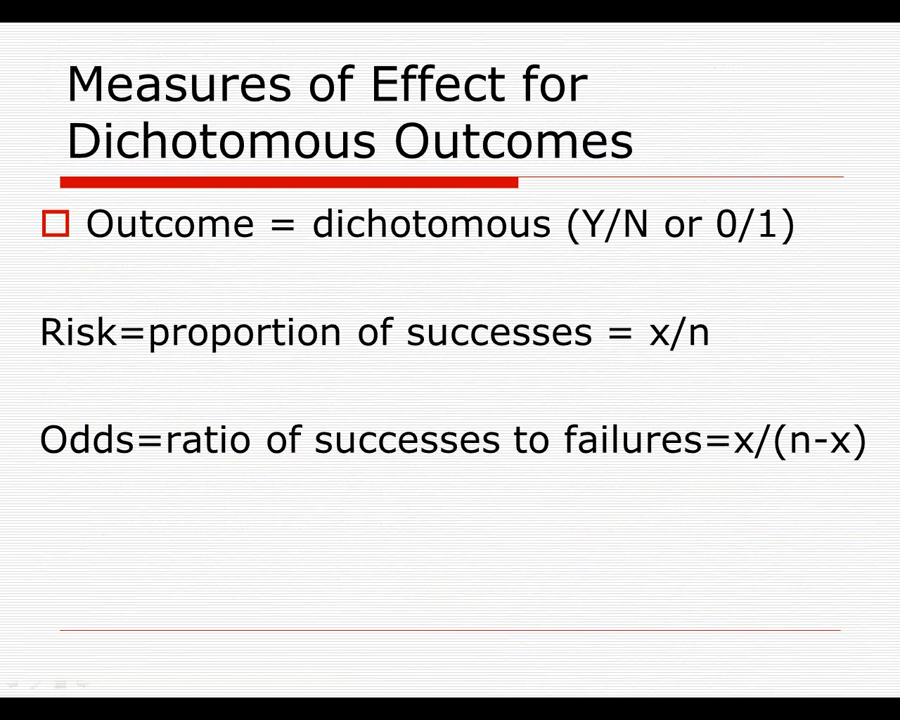 Measures of Effect for
Dichotomous Outcomes
Outcome = dichotomous (Y/N or 0/1)
Risk=proportion of successes = x/n
Odds=ratio of successes to failures=x/(n-x)